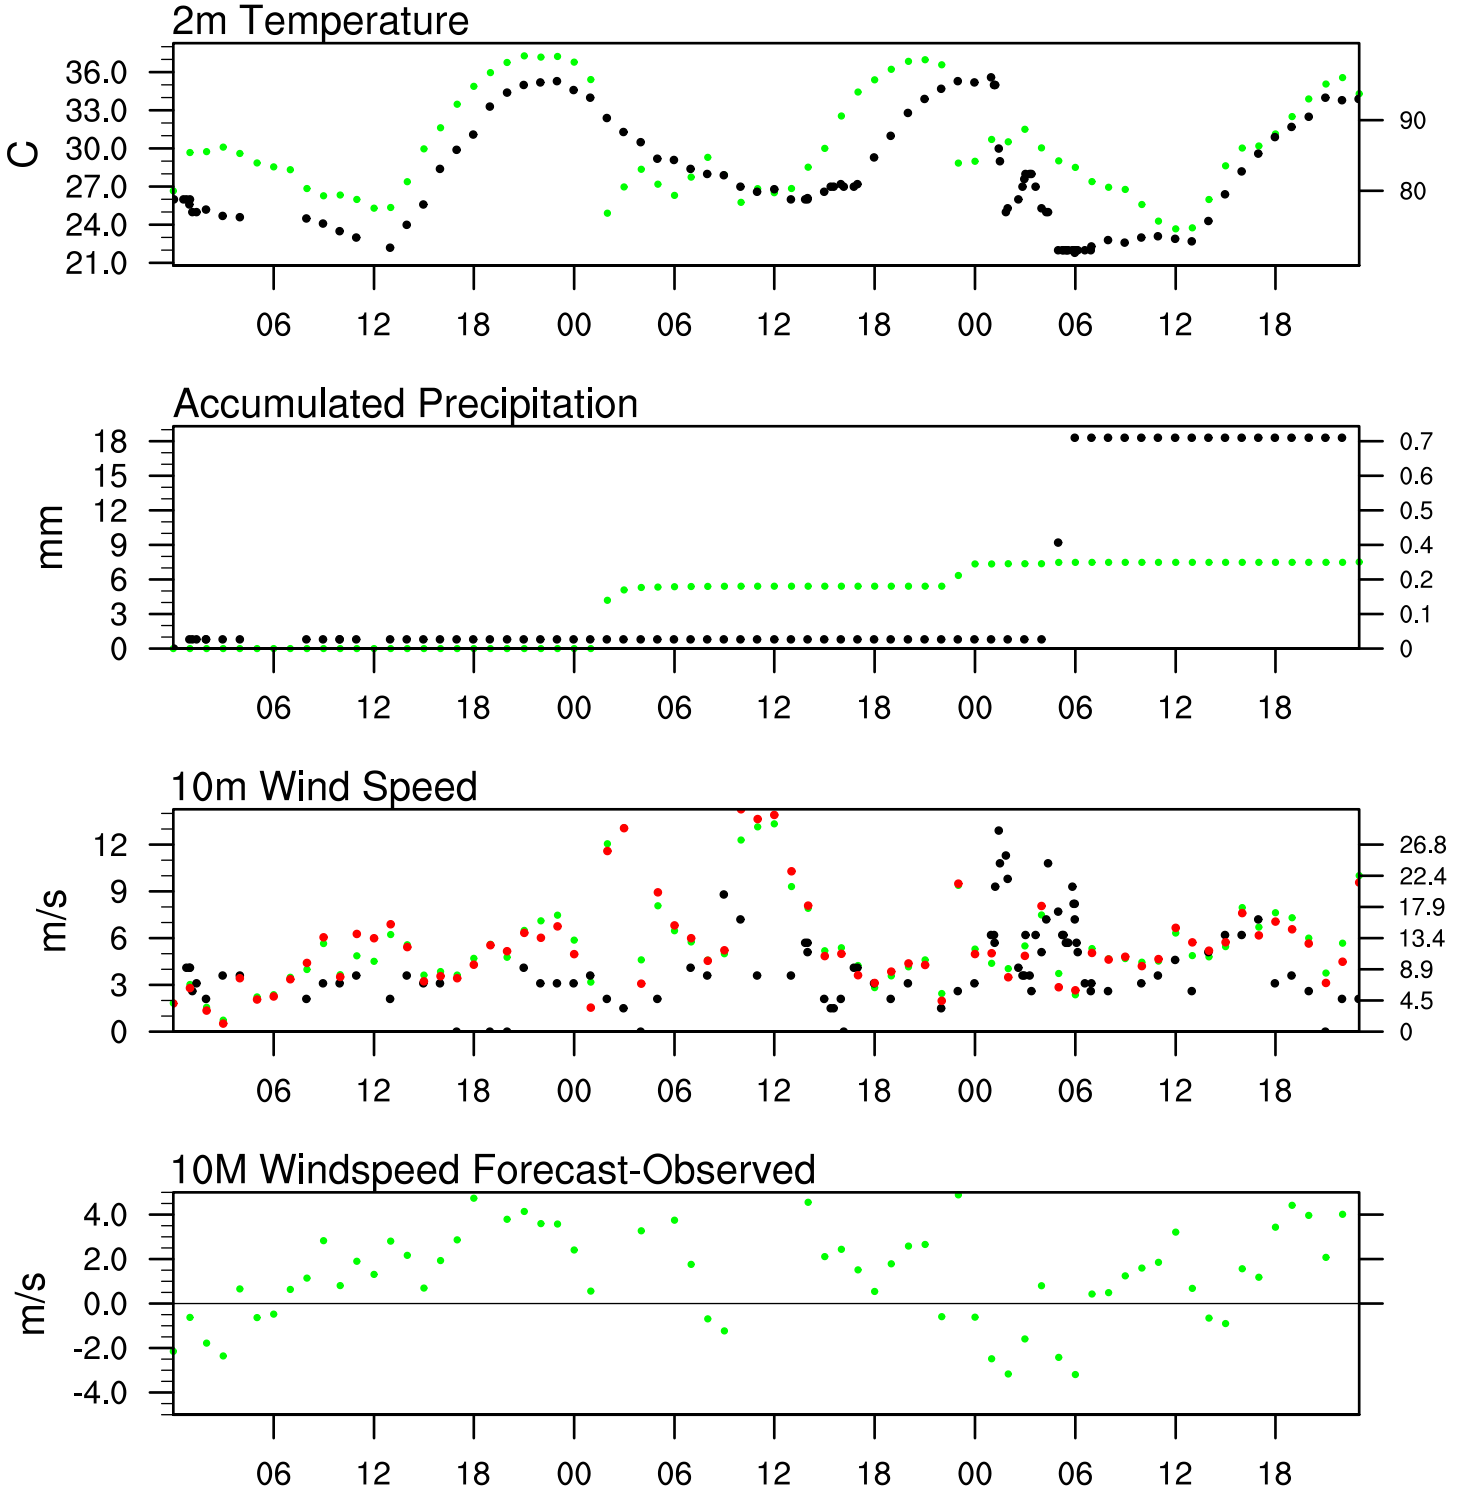 2m Temperature
36.0
33.0
90
30.0
C
27.0
80
24.0
21.0
06 12 18 00 06 12 18 00 06 12 18
Accumulated Precipitation
18 0.7
15 0.6
12 0.5
mm
9 0.4
6 0.2
3 0.1
0 0
06 12 18 00 06 12 18 00 06 12 18
10m Wind Speed
12 26.8
22.4
9
17.9
m/s
6 13.4
8.9
3
4.5
0 0
06 12 18 00 06 12 18 00 06 12 18
10M Windspeed Forecast-Observed
4.0
2.0
m/s
0.0
-2.0
-4.0
06 12 18 00 06 12 18 00 06 12 18